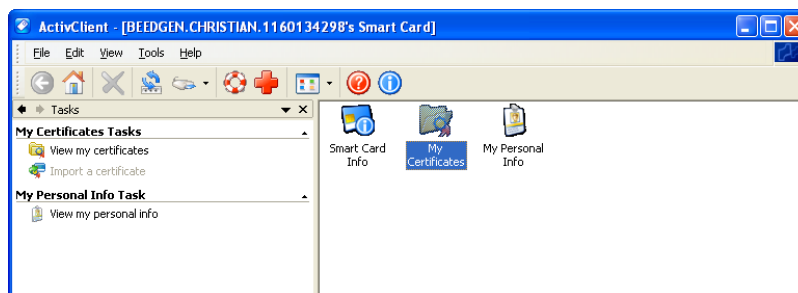 ActivClient - [BEEDGEN.CHRISTIAN.1160134298's Smart Card]
File Edit View Tools Help
Tasks
My Certificates Tasks
View my certificates
Import a certificate
My Personal Info Task
View my personal info
Smart Card
Info
My
Certificates
My Personal
Info